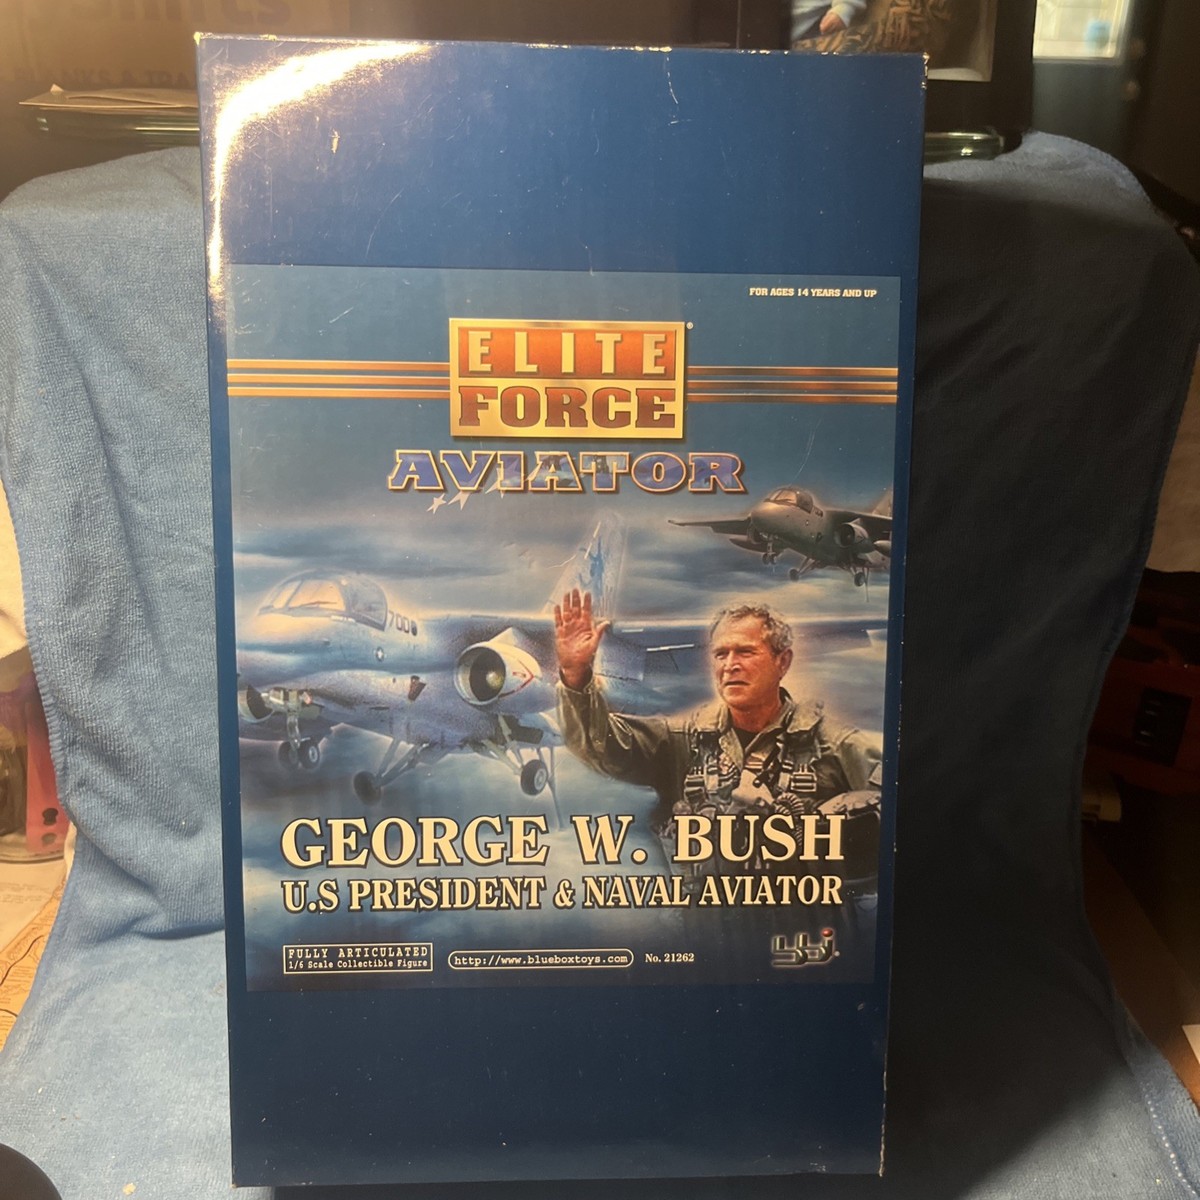 FOR AGES 14 YEARS AND UP
ELITE
FORCE
AVIATOR
700
GEORGE W. BUSH
U.S PRESIDENT & NAVAL AVIATOR
FULLY ARTICULATED
1/6 Scale Collectible Figure
http://www.blueboxtoys.com
No. 21262
bbi